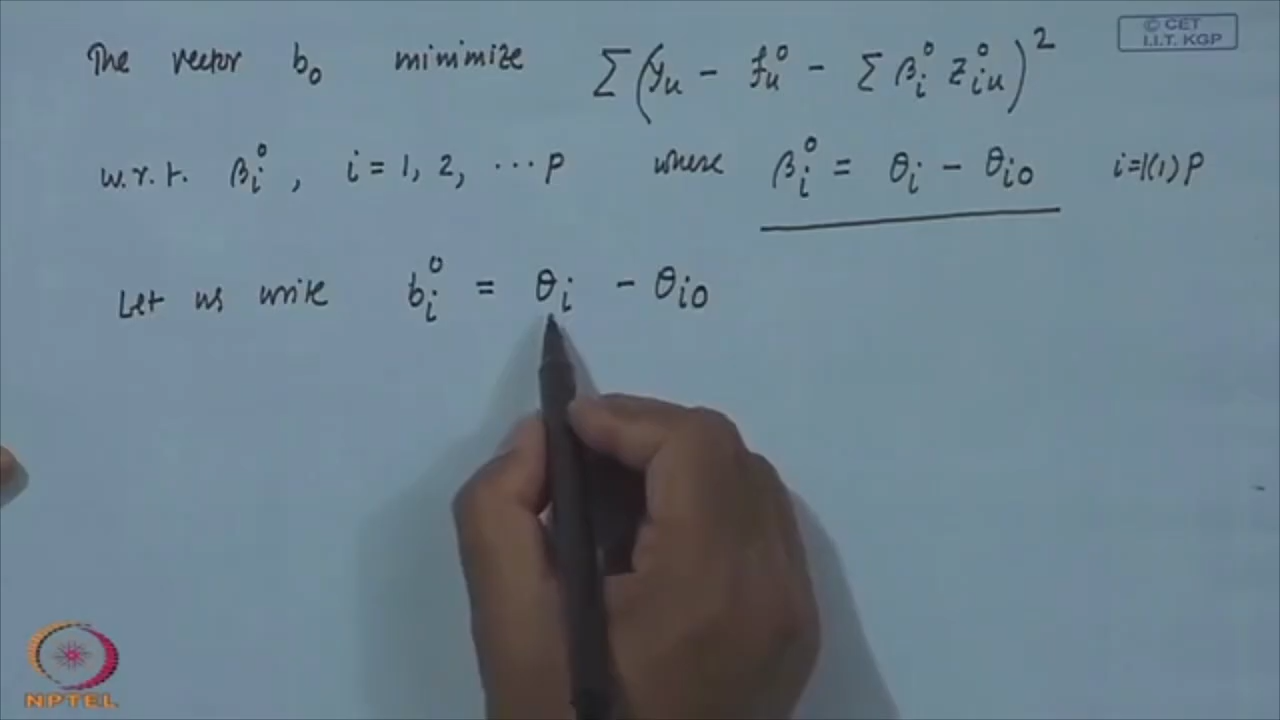 © CET
I.I.T. KGP
The vector b₀ minimize Σ(yᵤ - fᵤ⁰ - Σ βᵢ⁰ Zᵢᵤ⁰)²
w.r.t. βᵢ⁰, i = 1, 2, ⋯ p where βᵢ⁰ = θᵢ - θᵢ₀ i=1(1)p
Let us write bᵢ⁰ = θᵢ - θᵢ₀
NPTEL